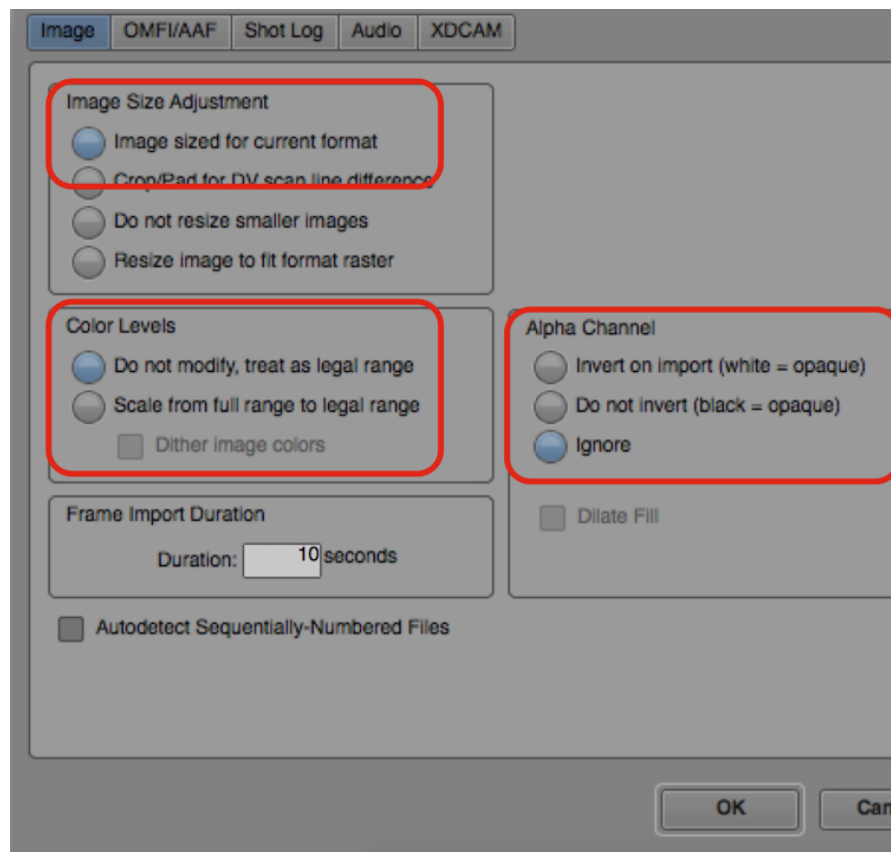 Image OMFI/AAF Shot Log Audio XDCAM
Image Size Adjustment
Image sized for current format
Crop/Pad for DV scan line difference
Do not resize smaller images
Resize image to fit format raster
Color Levels
Do not modify, treat as legal range
Scale from full range to legal range
Dither image colors
Alpha Channel
Invert on import (white = opaque)
Do not invert (black = opaque)
Ignore
Dilate Fill
Frame Import Duration
Duration: 10 seconds
Autodetect Sequentially-Numbered Files
OK Can